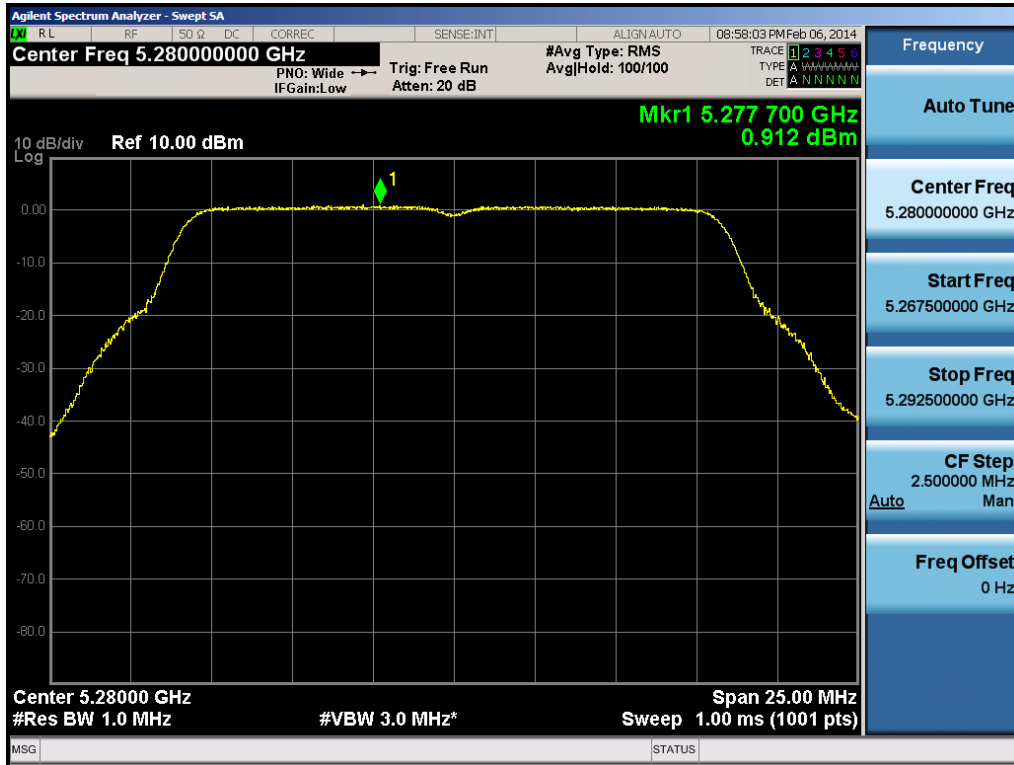 Agilent Spectrum Analyzer - Swept SA
LXI RL RF 50 Ω DC CORREC SENSE:INT ALIGN AUTO 08:58:03 PM Feb 06, 2014
Center Freq 5.280000000 GHz
PNO: Wide
IFGain:Low
Trig: Free Run
Atten: 20 dB
#Avg Type: RMS
Avg|Hold: 100/100
TRACE 1 2 3 4 5 6
TYPE A WWWWW
DET A N N N N N
Mkr1 5.277 700 GHz
0.912 dBm
10 dB/div Ref 10.00 dBm
Log
1
0.00
-10.0
-20.0
-30.0
-40.0
-50.0
-60.0
-70.0
-80.0
Center 5.28000 GHz Span 25.00 MHz
#Res BW 1.0 MHz #VBW 3.0 MHz* Sweep 1.00 ms (1001 pts)
MSG STATUS
Frequency
Auto Tune
Center Freq
5.280000000 GHz
Start Freq
5.267500000 GHz
Stop Freq
5.292500000 GHz
CF Step
2.500000 MHz
Auto Man
Freq Offset
0 Hz